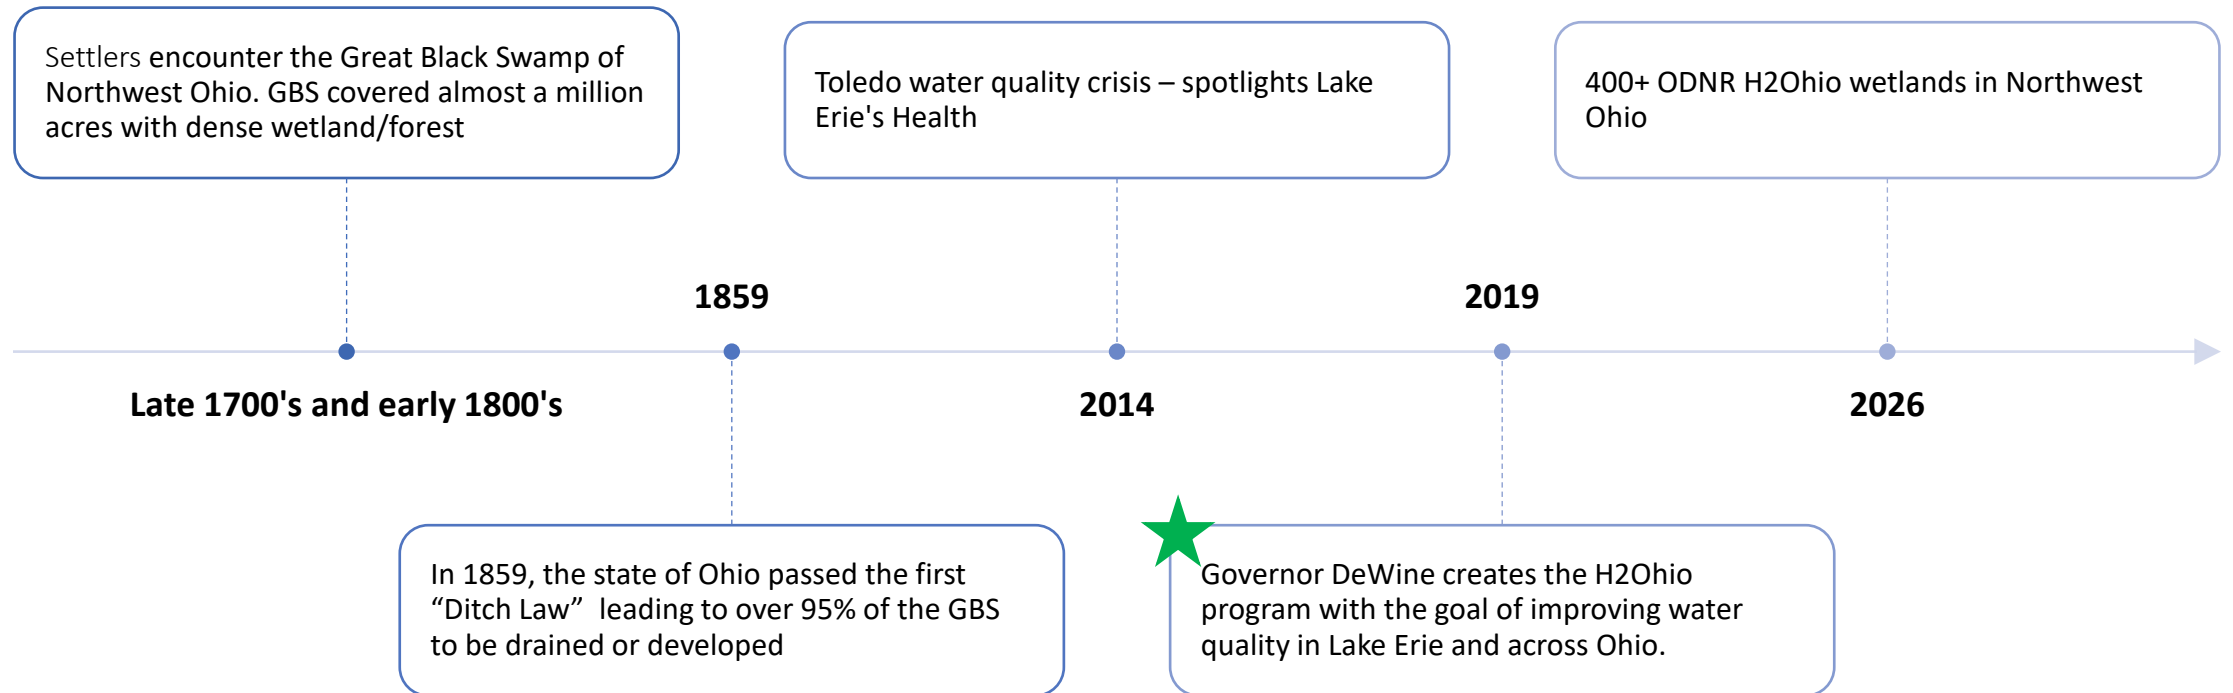 Settlers encounter the Great Black Swamp of
Northwest Ohio. GBS covered almost a million
acres with dense wetland/forest
Late 1700's and early 1800's
1859
In 1859, the state of Ohio passed the first
“Ditch Law”  leading to over 95% of the GBS
to be drained or developed
Toledo water quality crisis – spotlights Lake
Erie's Health
2014
2019
Governor DeWine creates the H2Ohio
program with the goal of improving water
quality in Lake Erie and across Ohio.
400+ ODNR H2Ohio wetlands in Northwest
Ohio
2026